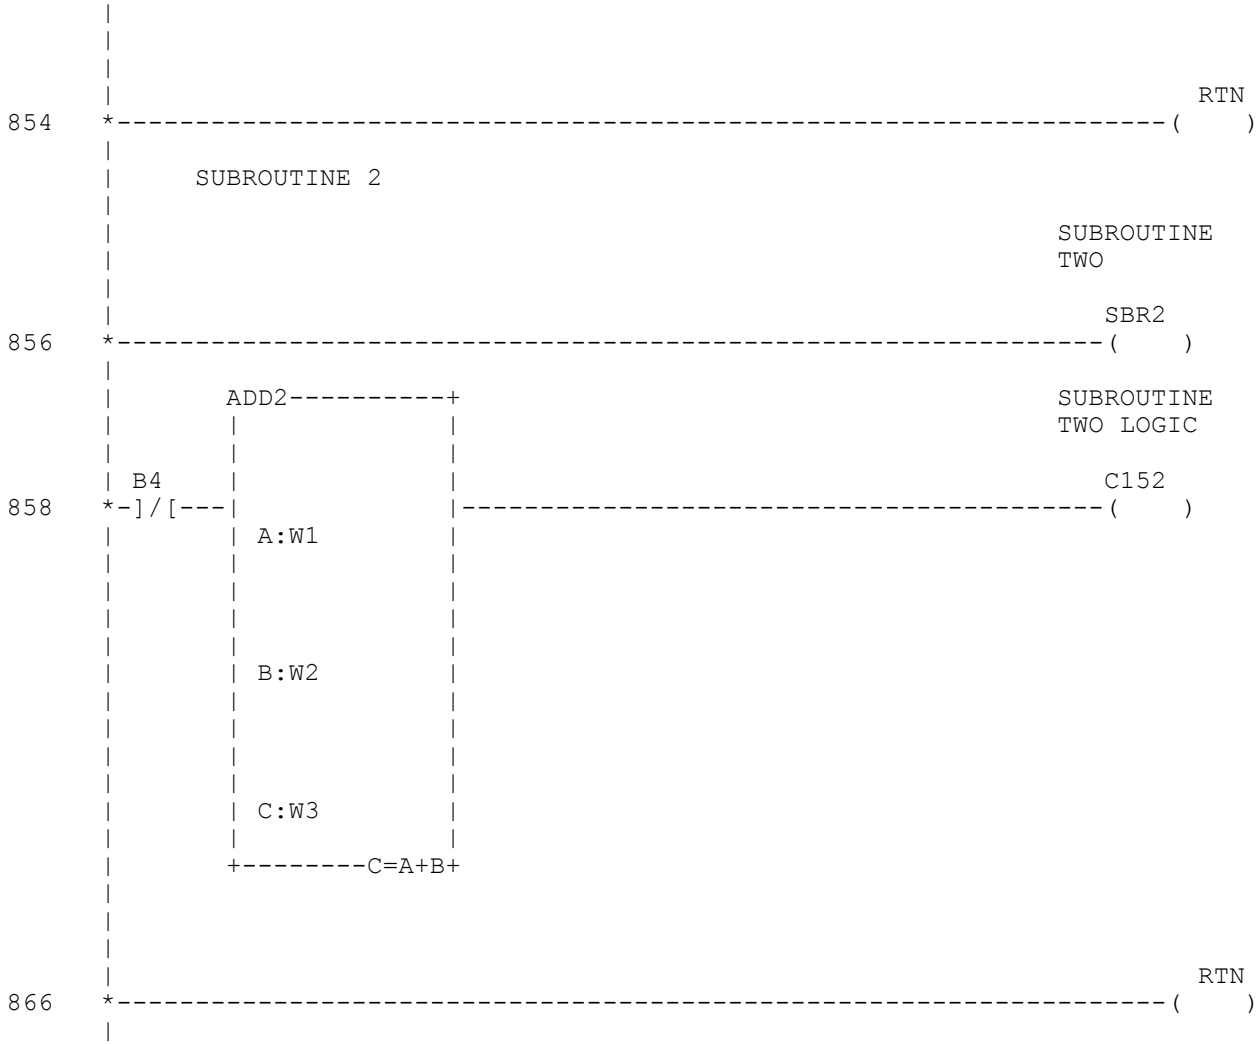 RTN
854 *-------------------------------------------------------------------( )
SUBROUTINE 2
SUBROUTINE
TWO
SBR2
856 *---------------------------------------------------------------( )
ADD2----------+ SUBROUTINE
TWO LOGIC
B4 C152
858 *-]/[---| |-----------------------------------------( )
A:W1
B:W2
C:W3
+--------C=A+B+
RTN
866 *-------------------------------------------------------------------( )